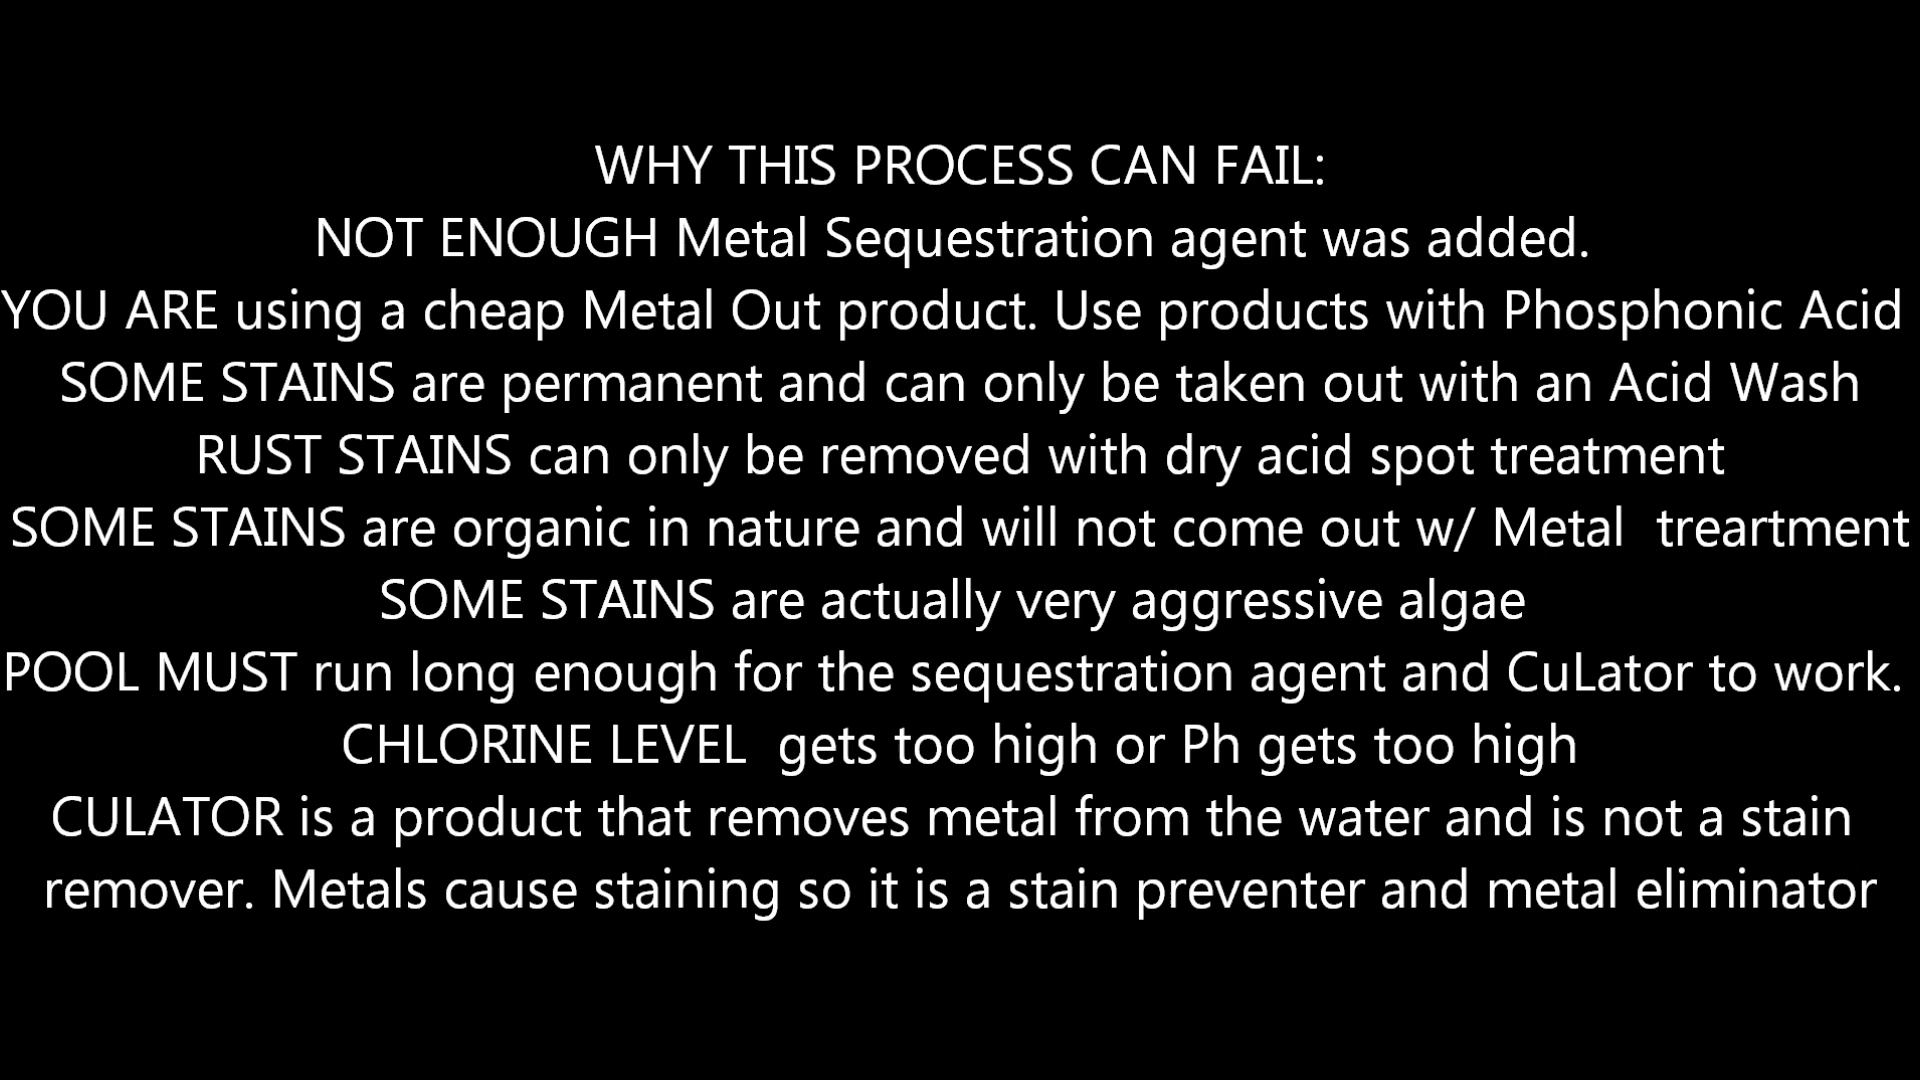 WHY THIS PROCESS CAN FAIL:
NOT ENOUGH Metal Sequestration agent was added.
YOU ARE using a cheap Metal Out product. Use products with Phosphonic Acid
SOME STAINS are permanent and can only be taken out with an Acid Wash
RUST STAINS can only be removed with dry acid spot treatment
SOME STAINS are organic in nature and will not come out w/ Metal  treartment
SOME STAINS are actually very aggressive algae
POOL MUST run long enough for the sequestration agent and CuLator to work.
CHLORINE LEVEL  gets too high or Ph gets too high
CULATOR is a product that removes metal from the water and is not a stain
remover. Metals cause staining so it is a stain preventer and metal eliminator